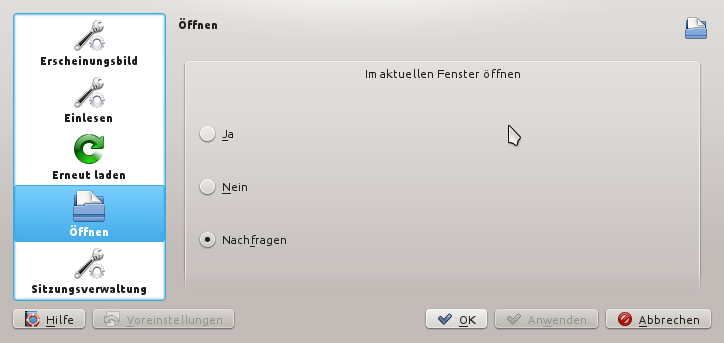 Öffnen
Erscheinungsbild
Einlesen
Erneut laden
Öffnen
Sitzungsverwaltung
Im aktuellen Fenster öffnen
Ja
Nein
Nachfragen
Hilfe
Voreinstellungen
OK
Anwenden
Abbrechen